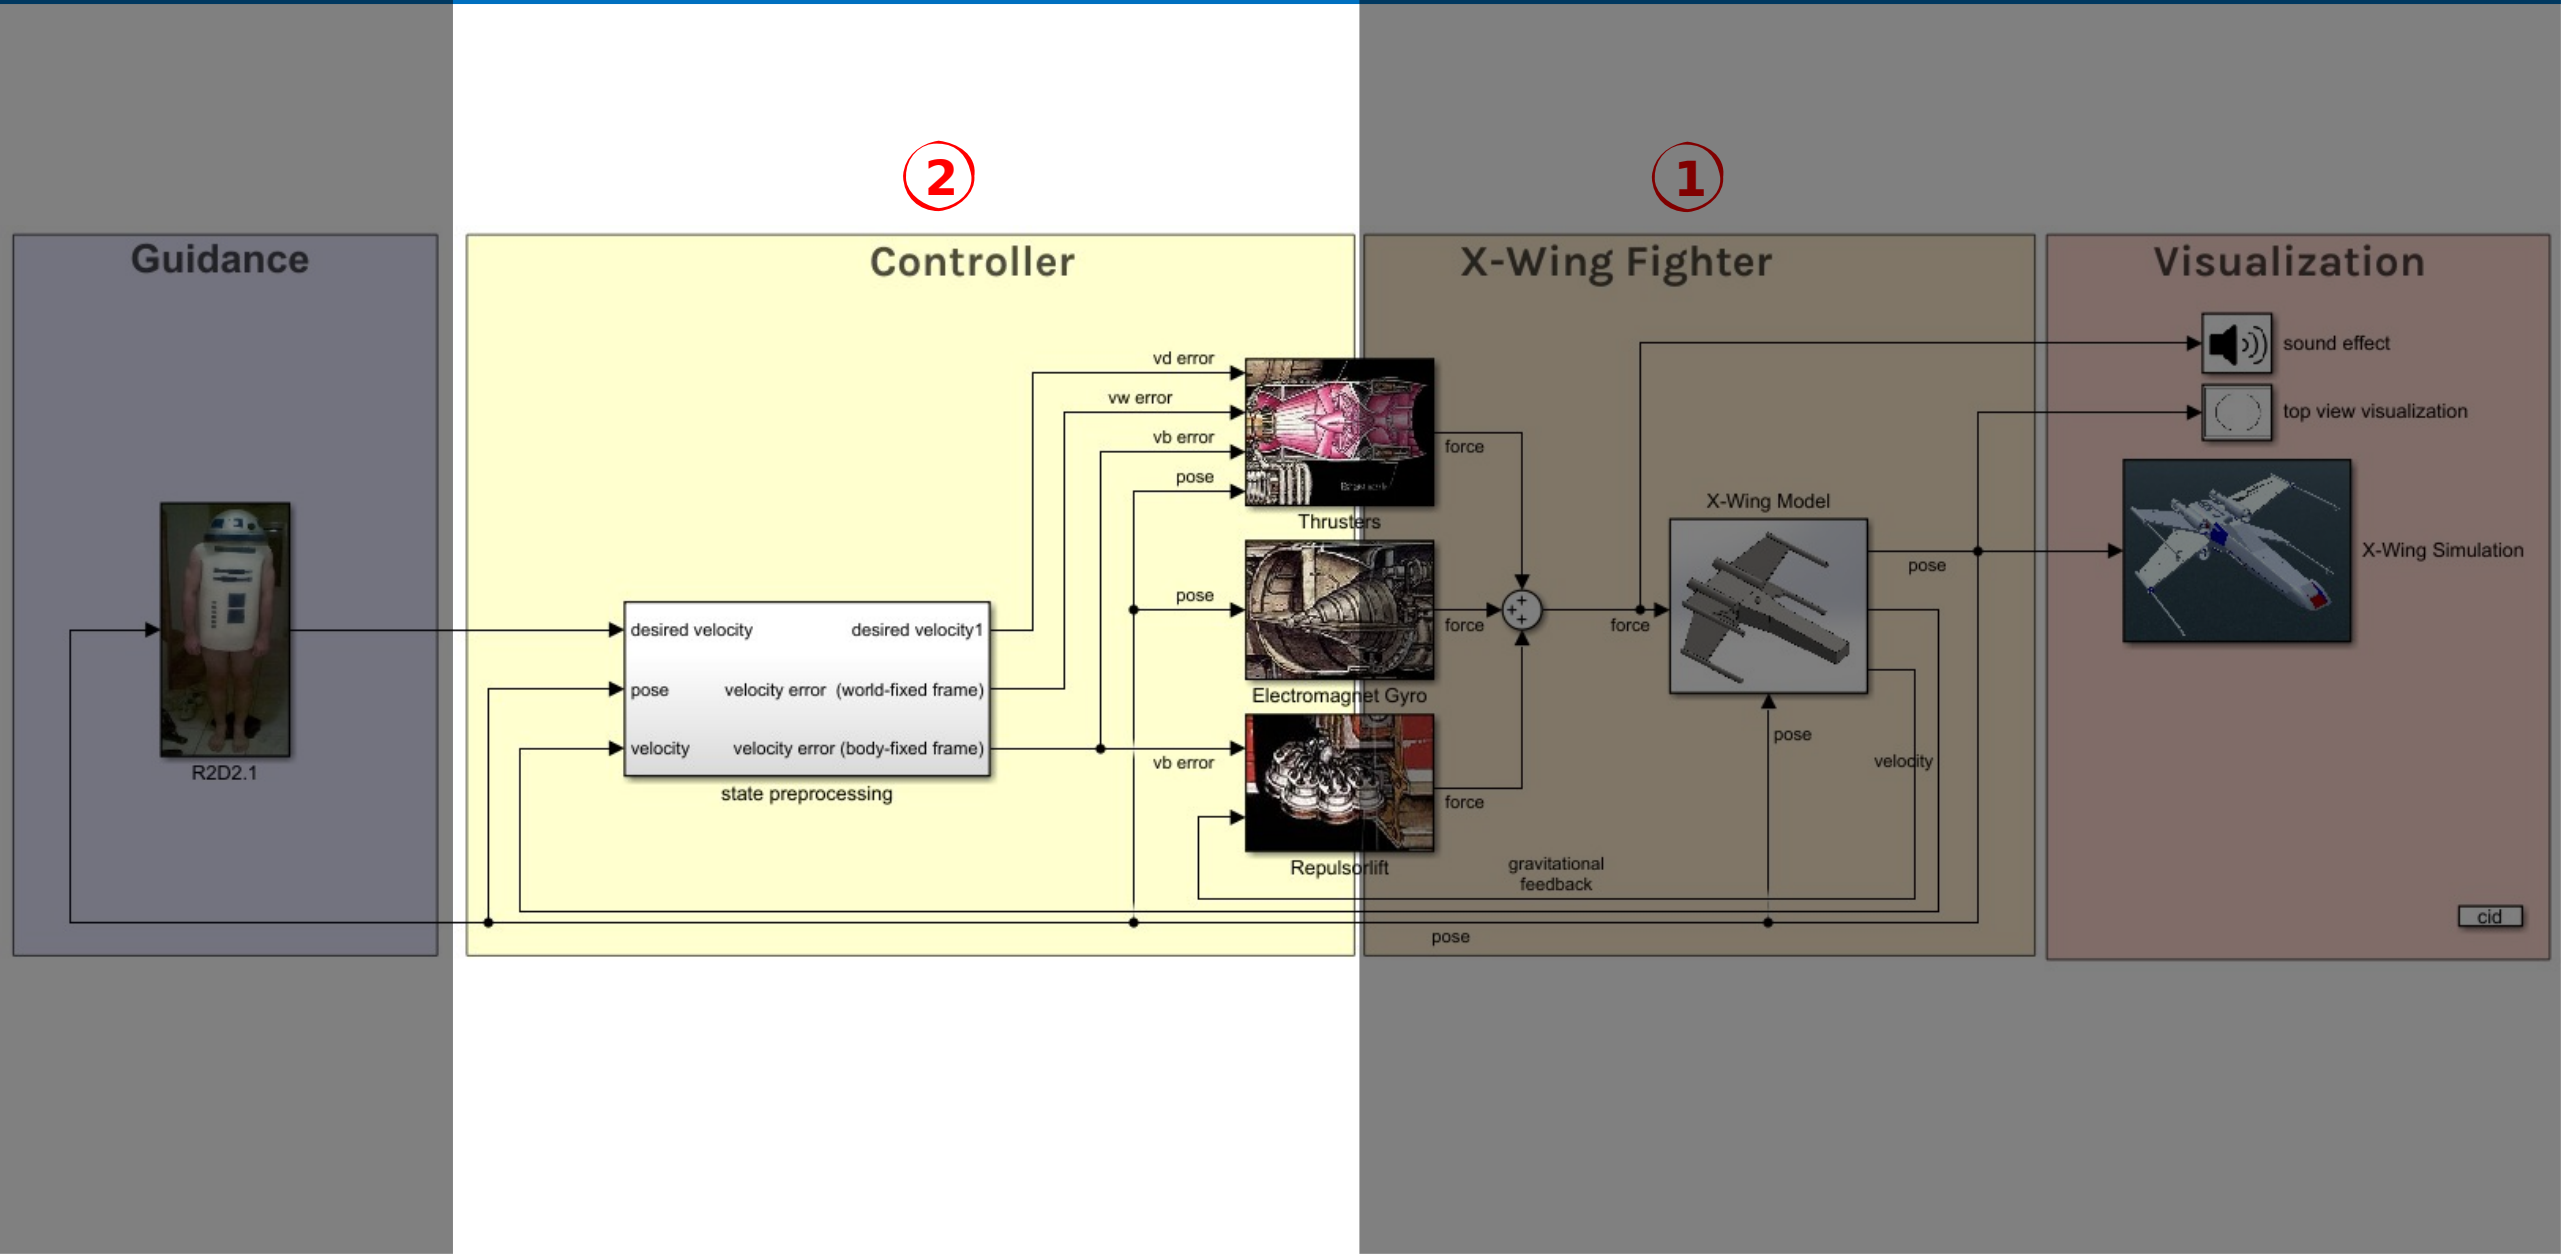 2
1
Guidance
Controller
X-Wing Fighter
Visualization
R2D2.1
desired velocity
pose
velocity
desired velocity1
velocity error (world-fixed frame)
velocity error (body-fixed frame)
state preprocessing
vd error
vw error
vb error
pose
Thrusters
pose
Electromagnet Gyro
vb error
Repulsorlift
force
force
force
force
gravitational
feedback
pose
X-Wing Model
pose
pose
velocity
sound effect
top view visualization
X-Wing Simulation
cid